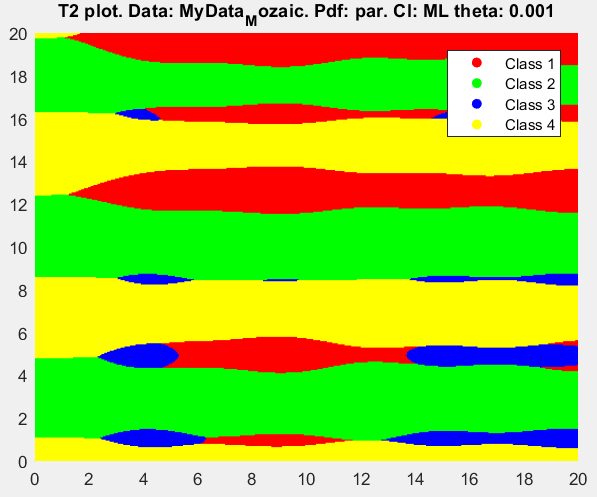 T2 plot. Data: MyData_Mozaic. Pdf: par. Cl: ML theta: 0.001
20
18
16
14
12
10
8
6
4
2
0
Class 1
Class 2
Class 3
Class 4
0 2 4 6 8 10 12 14 16 18 20